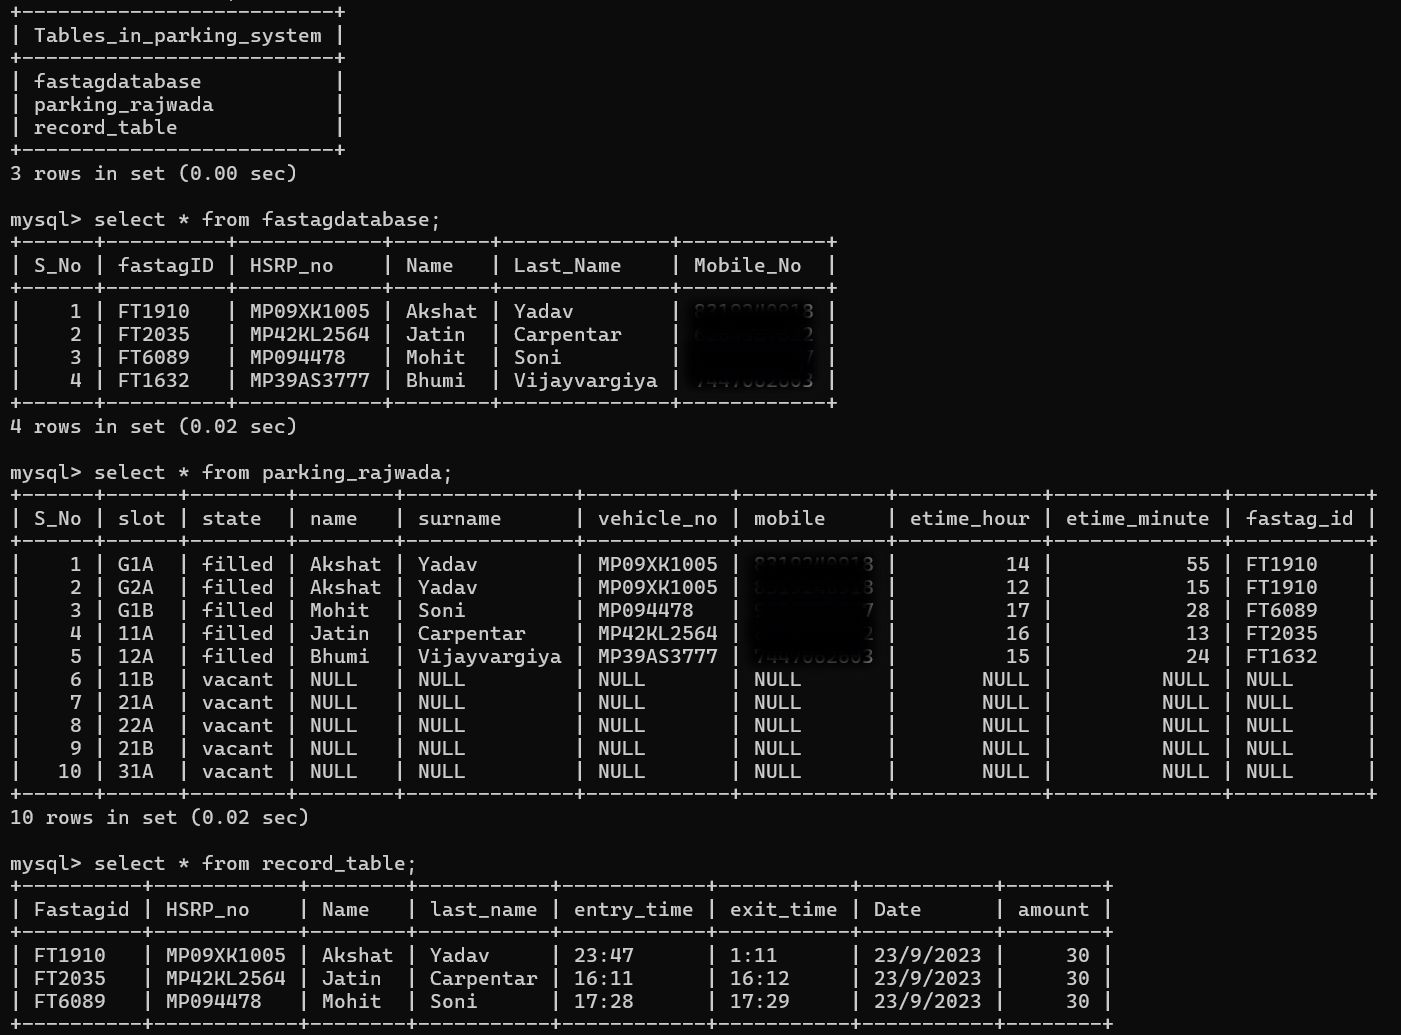 +--------------------------+
| Tables_in_parking_system |
+--------------------------+
| fastagdatabase           |
| parking_rajwada          |
| record_table             |
+--------------------------+
3 rows in set (0.00 sec)
mysql> select * from fastagdatabase;
+------+----------+------------+--------+--------------+------------+
| S_No | fastagID | HSRP_no    | Name   | Last_Name    | Mobile_No  |
+------+----------+------------+--------+--------------+------------+
|    1 | FT1910   | MP09XK1005 | Akshat | Yadav        | |
|    2 | FT2035   | MP42KL2564 | Jatin  | Carpentar    | |
|    3 | FT6089   | MP094478   | Mohit  | Soni         | |
|    4 | FT1632   | MP39AS3777 | Bhumi  | Vijayvargiya | |
+------+----------+------------+--------+--------------+------------+
4 rows in set (0.02 sec)
mysql> select * from parking_rajwada;
+------+------+--------+--------+--------------+------------+------------+------------+--------------+-----------+
| S_No | slot | state  | name   | surname      | vehicle_no | mobile     | etime_hour | etime_minute | fastag_id |
+------+------+--------+--------+--------------+------------+------------+------------+--------------+-----------+
|    1 | G1A  | filled | Akshat | Yadav        | MP09XK1005 | |         14 |           55 | FT1910    |
|    2 | G2A  | filled | Akshat | Yadav        | MP09XK1005 | |         12 |           15 | FT1910    |
|    3 | G1B  | filled | Mohit  | Soni         | MP094478   | |         17 |           28 | FT6089    |
|    4 | 11A  | filled | Jatin  | Carpentar    | MP42KL2564 | |         16 |           13 | FT2035    |
|    5 | 12A  | filled | Bhumi  | Vijayvargiya | MP39AS3777 | |         15 |           24 | FT1632    |
|    6 | 11B  | vacant | NULL   | NULL         | NULL       | NULL       |       NULL |         NULL | NULL      |
|    7 | 21A  | vacant | NULL   | NULL         | NULL       | NULL       |       NULL |         NULL | NULL      |
|    8 | 22A  | vacant | NULL   | NULL         | NULL       | NULL       |       NULL |         NULL | NULL      |
|    9 | 21B  | vacant | NULL   | NULL         | NULL       | NULL       |       NULL |         NULL | NULL      |
|   10 | 31A  | vacant | NULL   | NULL         | NULL       | NULL       |       NULL |         NULL | NULL      |
+------+------+--------+--------+--------------+------------+------------+------------+--------------+-----------+
10 rows in set (0.02 sec)
mysql> select * from record_table;
+----------+------------+--------+-----------+------------+-----------+-----------+--------+
| Fastagid | HSRP_no    | Name   | last_name | entry_time | exit_time | Date      | amount |
+----------+------------+--------+-----------+------------+-----------+-----------+--------+
| FT1910   | MP09XK1005 | Akshat | Yadav     | 23:47      | 1:11      | 23/9/2023 |     30 |
| FT2035   | MP42KL2564 | Jatin  | Carpentar | 16:11      | 16:12     | 23/9/2023 |     30 |
| FT6089   | MP094478   | Mohit  | Soni      | 17:28      | 17:29     | 23/9/2023 |     30 |
+----------+------------+--------+-----------+------------+-----------+-----------+--------+